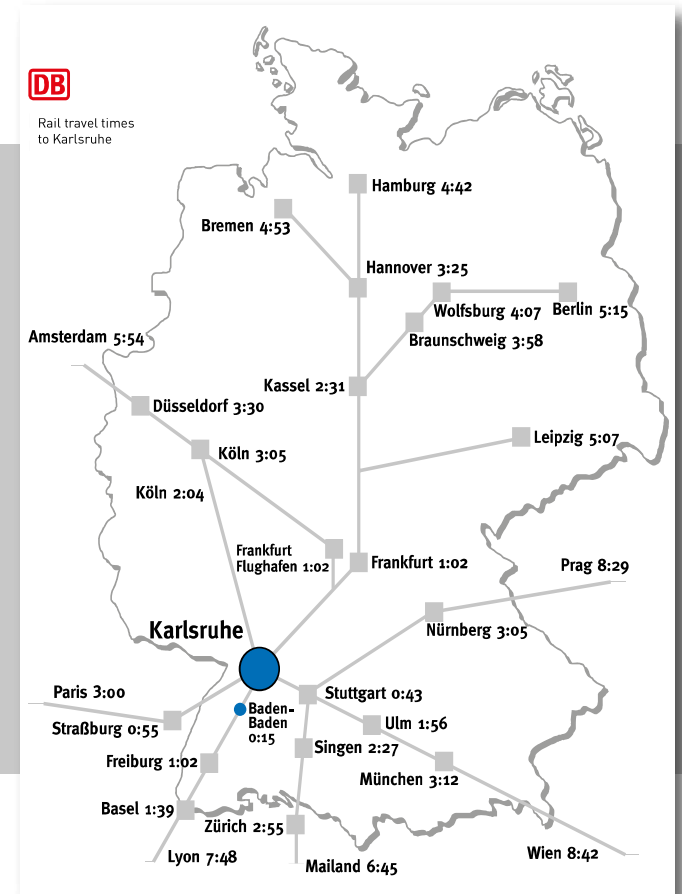 DB
Rail travel times
to Karlsruhe
Hamburg 4:42
Bremen 4:53
Hannover 3:25
Wolfsburg 4:07
Berlin 5:15
Amsterdam 5:54
Braunschweig 3:58
Kassel 2:31
Düsseldorf 3:30
Leipzig 5:07
Köln 3:05
Köln 2:04
Frankfurt
Flughafen 1:02
Frankfurt 1:02
Prag 8:29
Karlsruhe
Nürnberg 3:05
Paris 3:00
Stuttgart 0:43
Baden-
Baden
0:15
Straßburg 0:55
Ulm 1:56
Singen 2:27
Freiburg 1:02
München 3:12
Basel 1:39
Zürich 2:55
Lyon 7:48
Wien 8:42
Mailand 6:45